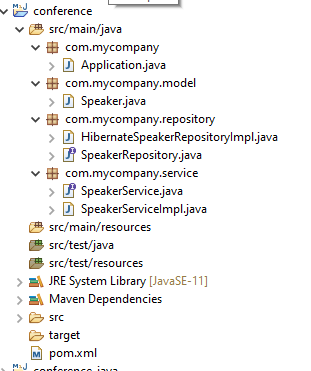 conference
src/main/java
com.mycompany
Application.java
com.mycompany.model
Speaker.java
com.mycompany.repository
HibernateSpeakerRepositoryImpl.java
SpeakerRepository.java
com.mycompany.service
SpeakerService.java
SpeakerServiceImpl.java
src/main/resources
src/test/java
src/test/resources
JRE System Library [JavaSE-11]
Maven Dependencies
src
target
pom.xml